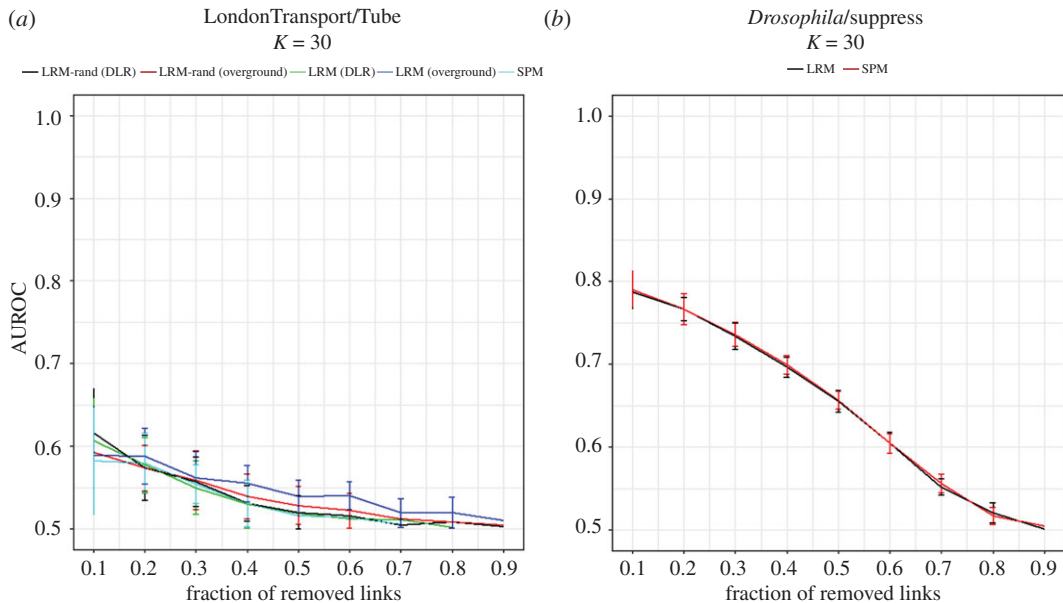 (a)
LondonTransport/Tube
K = 30
LRM-rand (DLR) LRM-rand (overground) LRM (DLR) LRM (overground) SPM
AUROC
1.0
0.9
0.8
0.7
0.6
0.5
0.1 0.2 0.3 0.4 0.5 0.6 0.7 0.8 0.9
fraction of removed links
(b)
Drosophila/suppress
K = 30
LRM SPM
1.0
0.9
0.8
0.7
0.6
0.5
0.1 0.2 0.3 0.4 0.5 0.6 0.7 0.8 0.9
fraction of removed links